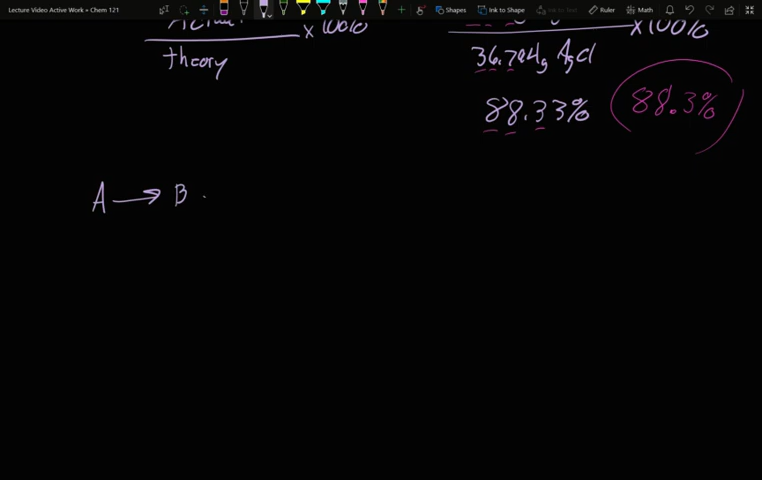 Lecture Video Active Work • Chem 121
Shapes Ink to Shape Ink to Text Ruler Math
x 100%
theory
x 100%
36.704g AgCl
88.33% 88.3%
A → B